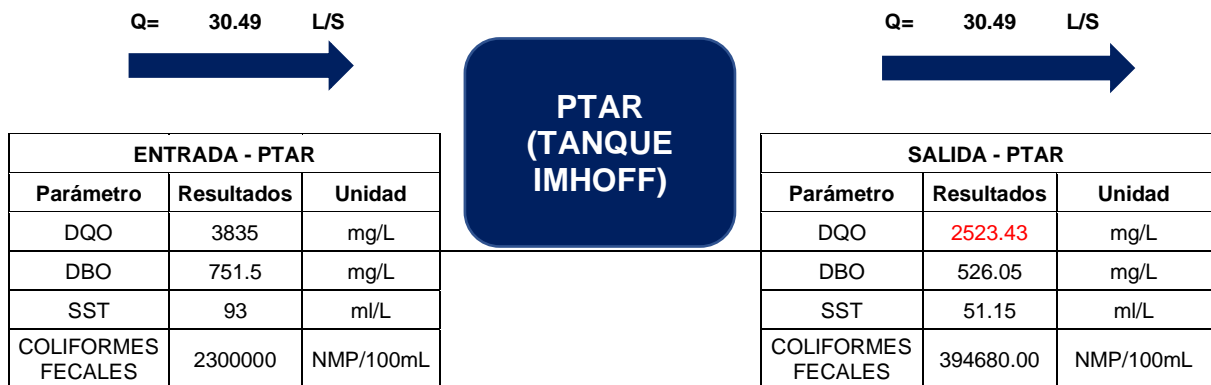 Q= 30.49 L/S
Q= 30.49 L/S
PTAR
(TANQUE
IMHOFF)
ENTRADA - PTAR
Parámetro Resultados Unidad
DQO 3835 mg/L
DBO 751.5 mg/L
SST 93 ml/L
COLIFORMES
FECALES 2300000 NMP/100mL
SALIDA - PTAR
Parámetro Resultados Unidad
DQO 2523.43 mg/L
DBO 526.05 mg/L
SST 51.15 ml/L
COLIFORMES
FECALES 394680.00 NMP/100mL